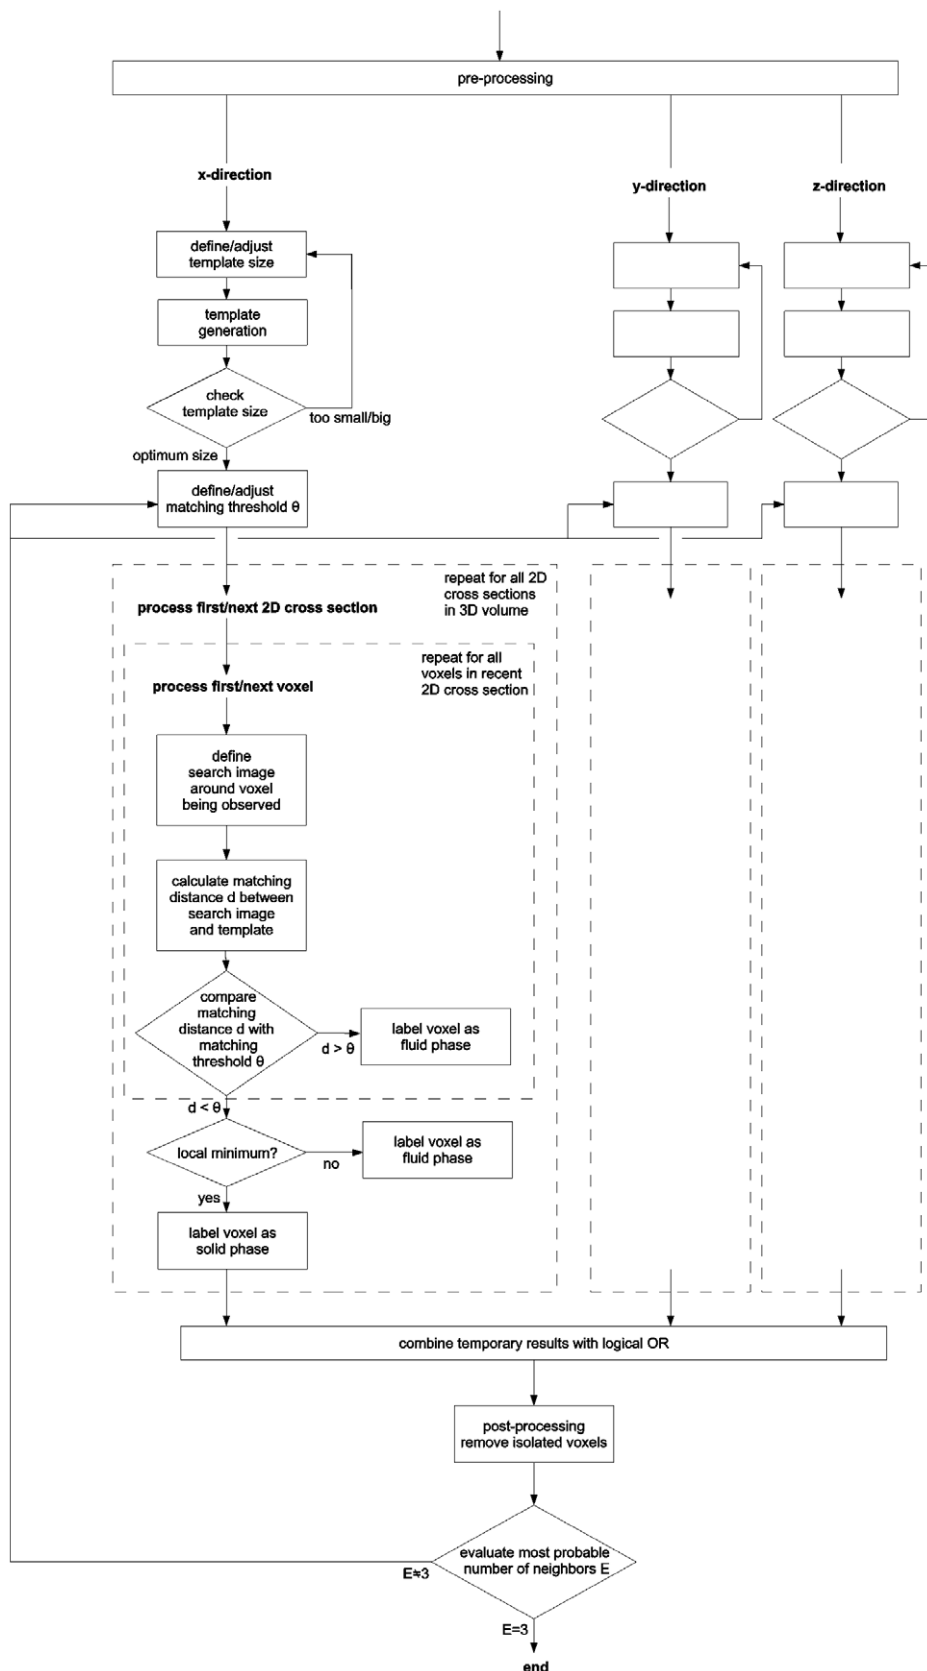 pre-processing
x-direction
y-direction
z-direction
define/adjust
template size
template
generation
check
template size
too small/big
optimum size
define/adjust
matching threshold θ
repeat for all 2D
cross sections
in 3D volume
process first/next 2D cross section
repeat for all
voxels in recent
2D cross section
process first/next voxel
define
search image
around voxel
being observed
calculate matching
distance d between
search image
and template
compare
matching
distance d with
matching
threshold θ
d > θ
label voxel as
fluid phase
d < θ
local minimum?
no
label voxel as
fluid phase
yes
label voxel as
solid phase
combine temporary results with logical OR
post-processing
remove isolated voxels
evaluate most probable
number of neighbors E
E≠3
E=3
end